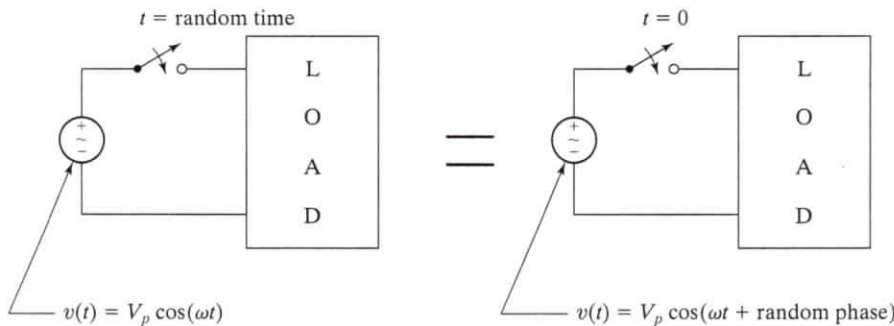 t = random time
t = 0
L
O
A
D
L
O
A
D
+
~
−
+
~
−
v(t) = V_p cos(ωt)
v(t) = V_p cos(ωt + random phase)